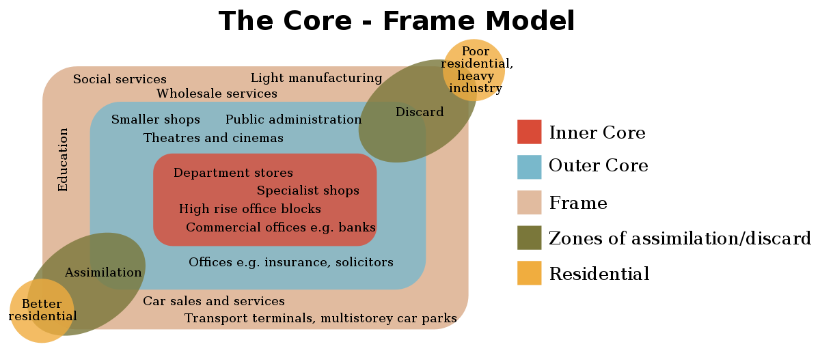 The Core - Frame Model
Poor
residential,
heavy
industry
Social services
Light manufacturing
Wholesale services
Discard
Smaller shops
Public administration
Theatres and cinemas
Education
Department stores
Specialist shops
High rise office blocks
Commercial offices e.g. banks
Offices e.g. insurance, solicitors
Assimilation
Better
residential
Car sales and services
Transport terminals, multistorey car parks
Inner Core
Outer Core
Frame
Zones of assimilation/discard
Residential